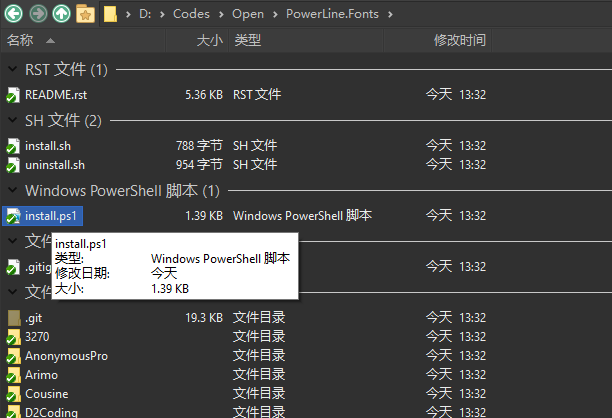 D: Codes Open PowerLine.Fonts
名称 大小 类型 修改时间
RST 文件 (1)
README.rst 5.36 KB RST 文件 今天 13:32
SH 文件 (2)
install.sh 788 字节 SH 文件 今天 13:32
uninstall.sh 954 字节 SH 文件 今天 13:32
Windows PowerShell 脚本 (1)
install.ps1 1.39 KB Windows PowerShell 脚本 今天 13:32
文件
install.ps1
类型: Windows PowerShell 脚本
修改日期: 今天
大小: 1.39 KB
.gitig 今天 13:32
文件
.git 19.3 KB 文件目录 今天 13:32
3270 文件目录 今天 13:32
AnonymousPro 文件目录 今天 13:32
Arimo 文件目录 今天 13:32
Cousine 文件目录 今天 13:32
D2Coding 文件目录 今天 13:32